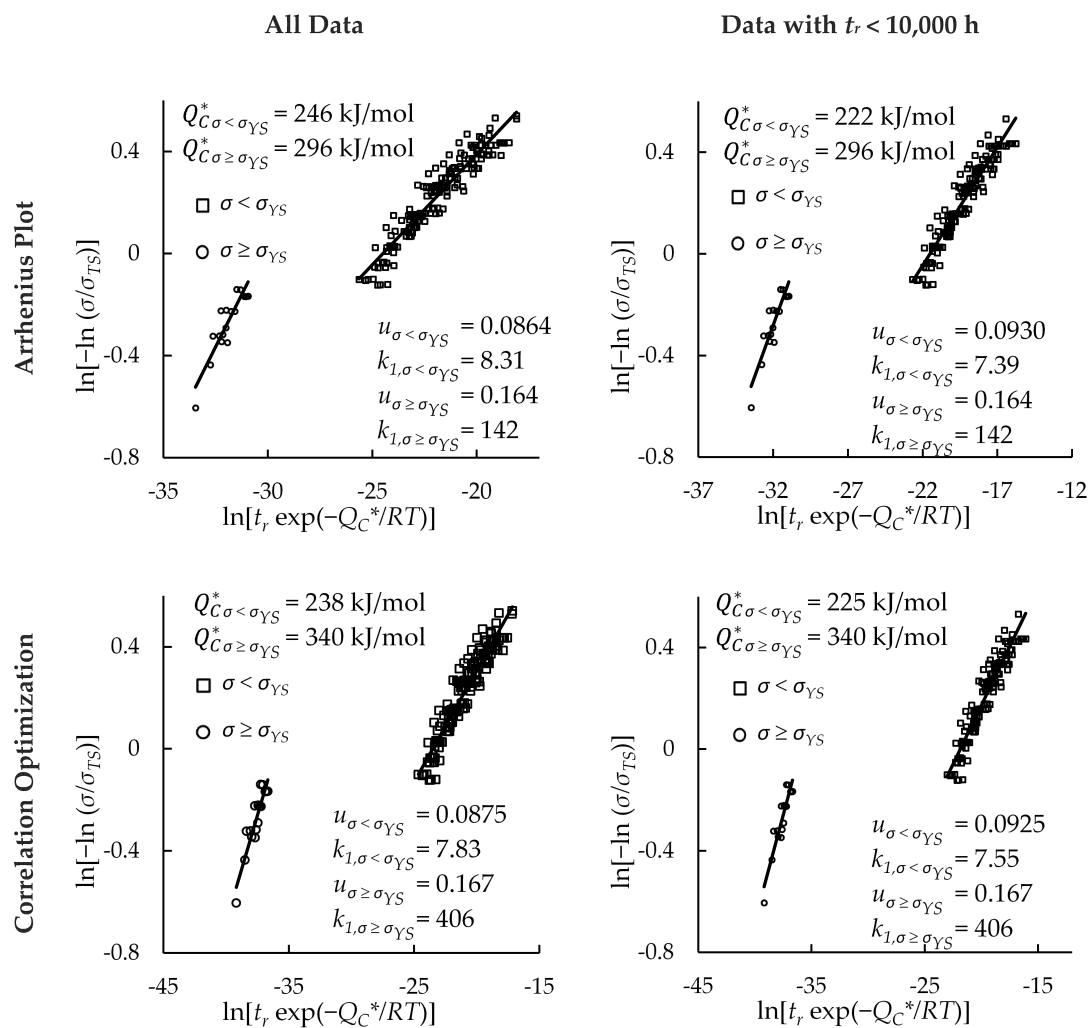 All Data
Data with tᵣ < 10,000 h
Arrhenius Plot
Q*C σ < σYS = 246 kJ/mol
Q*C σ ≥ σYS = 296 kJ/mol
σ < σYS
σ ≥ σYS
uσ < σYS = 0.0864
k1,σ < σYS = 8.31
uσ ≥ σYS = 0.164
k1,σ ≥ σYS = 142
ln[−ln (σ/σTS)]
0.4
0
-0.4
-0.8
-35 -30 -25 -20
ln[tr exp(−QC*/RT)]
Q*C σ < σYS = 222 kJ/mol
Q*C σ ≥ σYS = 296 kJ/mol
σ < σYS
σ ≥ σYS
uσ < σYS = 0.0930
k1,σ < σYS = 7.39
uσ ≥ σYS = 0.164
k1,σ ≥ σYS = 142
ln[−ln (σ/σTS)]
0.4
0
-0.4
-0.8
-37 -32 -27 -22 -17 -12
ln[tr exp(−QC*/RT)]
Correlation Optimization
Q*C σ < σYS = 238 kJ/mol
Q*C σ ≥ σYS = 340 kJ/mol
σ < σYS
σ ≥ σYS
uσ < σYS = 0.0875
k1,σ < σYS = 7.83
uσ ≥ σYS = 0.167
k1,σ ≥ σYS = 406
ln[−ln (σ/σTS)]
0.4
0
-0.4
-0.8
-45 -35 -25 -15
ln[tr exp(−QC*/RT)]
Q*C σ < σYS = 225 kJ/mol
Q*C σ ≥ σYS = 340 kJ/mol
σ < σYS
σ ≥ σYS
uσ < σYS = 0.0925
k1,σ < σYS = 7.55
uσ ≥ σYS = 0.167
k1,σ ≥ σYS = 406
ln[−ln (σ/σTS)]
0.4
0
-0.4
-0.8
-45 -35 -25 -15
ln[tr exp(−QC*/RT)]